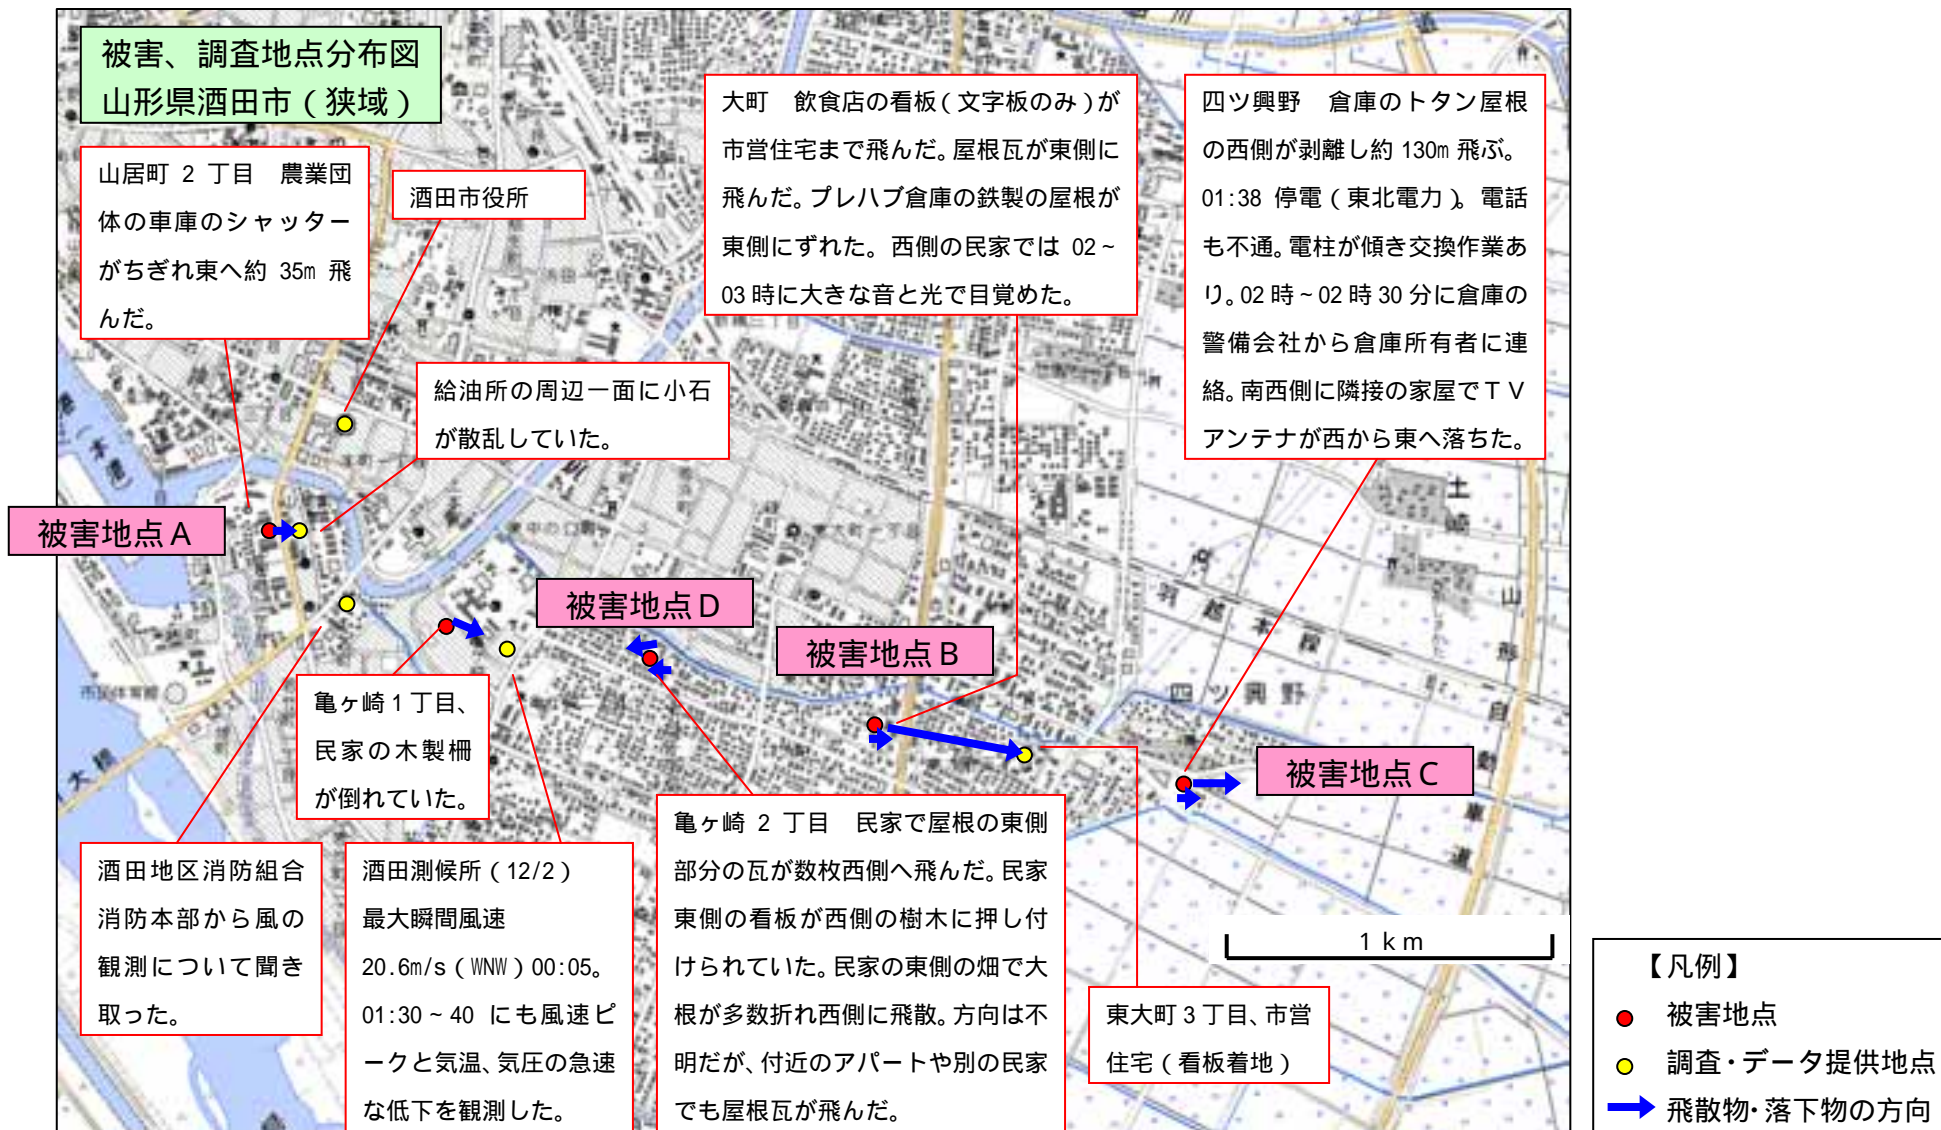 被害、調査地点分布図
山形県酒田市（狭域）
山居町 2 丁目　農業団
体の車庫のシャッター
がちぎれ東へ約 35m 飛
んだ。
酒田市役所
大町　飲食店の看板（文字板のみ）が
市営住宅まで飛んだ。屋根瓦が東側に
飛んだ。プレハブ倉庫の鉄製の屋根が
東側にずれた。西側の民家では 02～
03 時に大きな音と光で目覚めた。
四ツ興野　倉庫のトタン屋根
の西側が剥離し約 130m 飛ぶ。
01:38 停電（東北電力）。電話
も不通。電柱が傾き交換作業あ
り。02 時～02 時 30 分に倉庫の
警備会社から倉庫所有者に連
絡。南西側に隣接の家屋でＴＶ
アンテナが西から東へ落ちた。
給油所の周辺一面に小石
が散乱していた。
被害地点Ａ
被害地点Ｄ
被害地点Ｂ
被害地点Ｃ
四ツ興野
羽越本線
山形自動車道
亀ヶ崎 1 丁目、
民家の木製柵
が倒れていた。
酒田地区消防組合
消防本部から風の
観測について聞き
取った。
酒田測候所（12/2）
最大瞬間風速
20.6m/s（WNW）00:05。
01:30～40 にも風速ピ
ークと気温、気圧の急速
な低下を観測した。
亀ヶ崎 2 丁目　民家で屋根の東側
部分の瓦が数枚西側へ飛んだ。民家
東側の看板が西側の樹木に押し付
けられていた。民家の東側の畑で大
根が多数折れ西側に飛散。方向は不
明だが、付近のアパートや別の民家
でも屋根瓦が飛んだ。
東大町 3 丁目、市営
住宅（看板着地）
1ｋｍ
【凡例】
被害地点
調査・データ提供地点
飛散物・落下物の方向